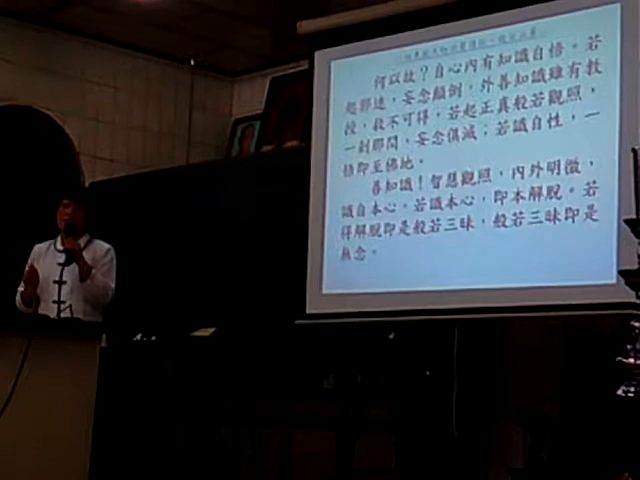 何以故？自心內有知識自悟。若
起邪迷，妄念顛倒，外善知識雖有教
授，救不可得，若起正真般若觀照，
一剎那間，妄念俱滅；若識自性，一
悟即至佛地。
善知識！智慧觀照，內外明徹，
識自本心。若識本心，即本解脫。若
得解脫即是般若三昧，般若三昧即是
無念。